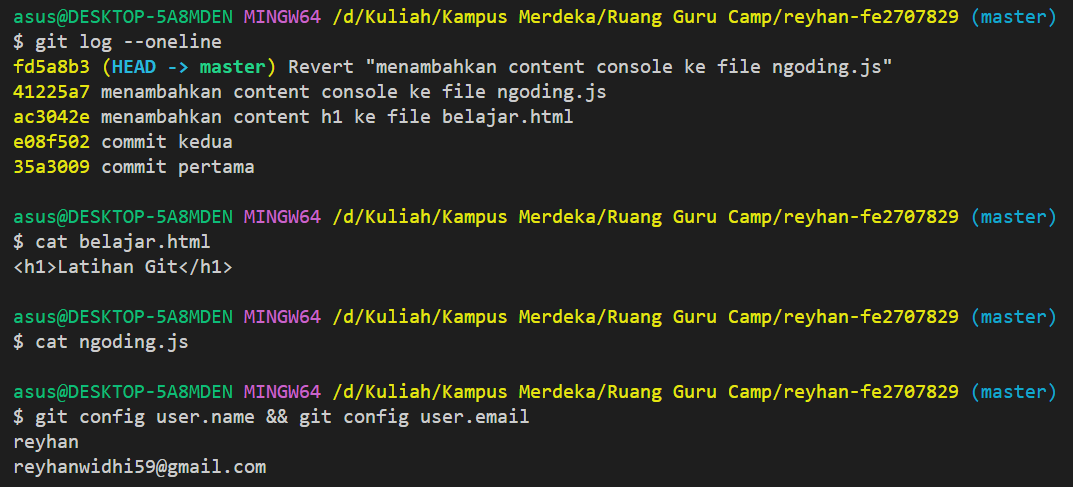 asus@DESKTOP-5A8MDEN MINGW64 /d/Kuliah/Kampus Merdeka/Ruang Guru Camp/reyhan-fe2707829 (master)
$ git log --oneline
fd5a8b3 (HEAD -> master) Revert "menambahkan content console ke file ngoding.js"
41225a7 menambahkan content console ke file ngoding.js
ac3042e menambahkan content h1 ke file belajar.html
e08f502 commit kedua
35a3009 commit pertama
asus@DESKTOP-5A8MDEN MINGW64 /d/Kuliah/Kampus Merdeka/Ruang Guru Camp/reyhan-fe2707829 (master)
$ cat belajar.html
<h1>Latihan Git</h1>
asus@DESKTOP-5A8MDEN MINGW64 /d/Kuliah/Kampus Merdeka/Ruang Guru Camp/reyhan-fe2707829 (master)
$ cat ngoding.js
asus@DESKTOP-5A8MDEN MINGW64 /d/Kuliah/Kampus Merdeka/Ruang Guru Camp/reyhan-fe2707829 (master)
$ git config user.name && git config user.email
reyhan
reyhanwidhi59@gmail.com